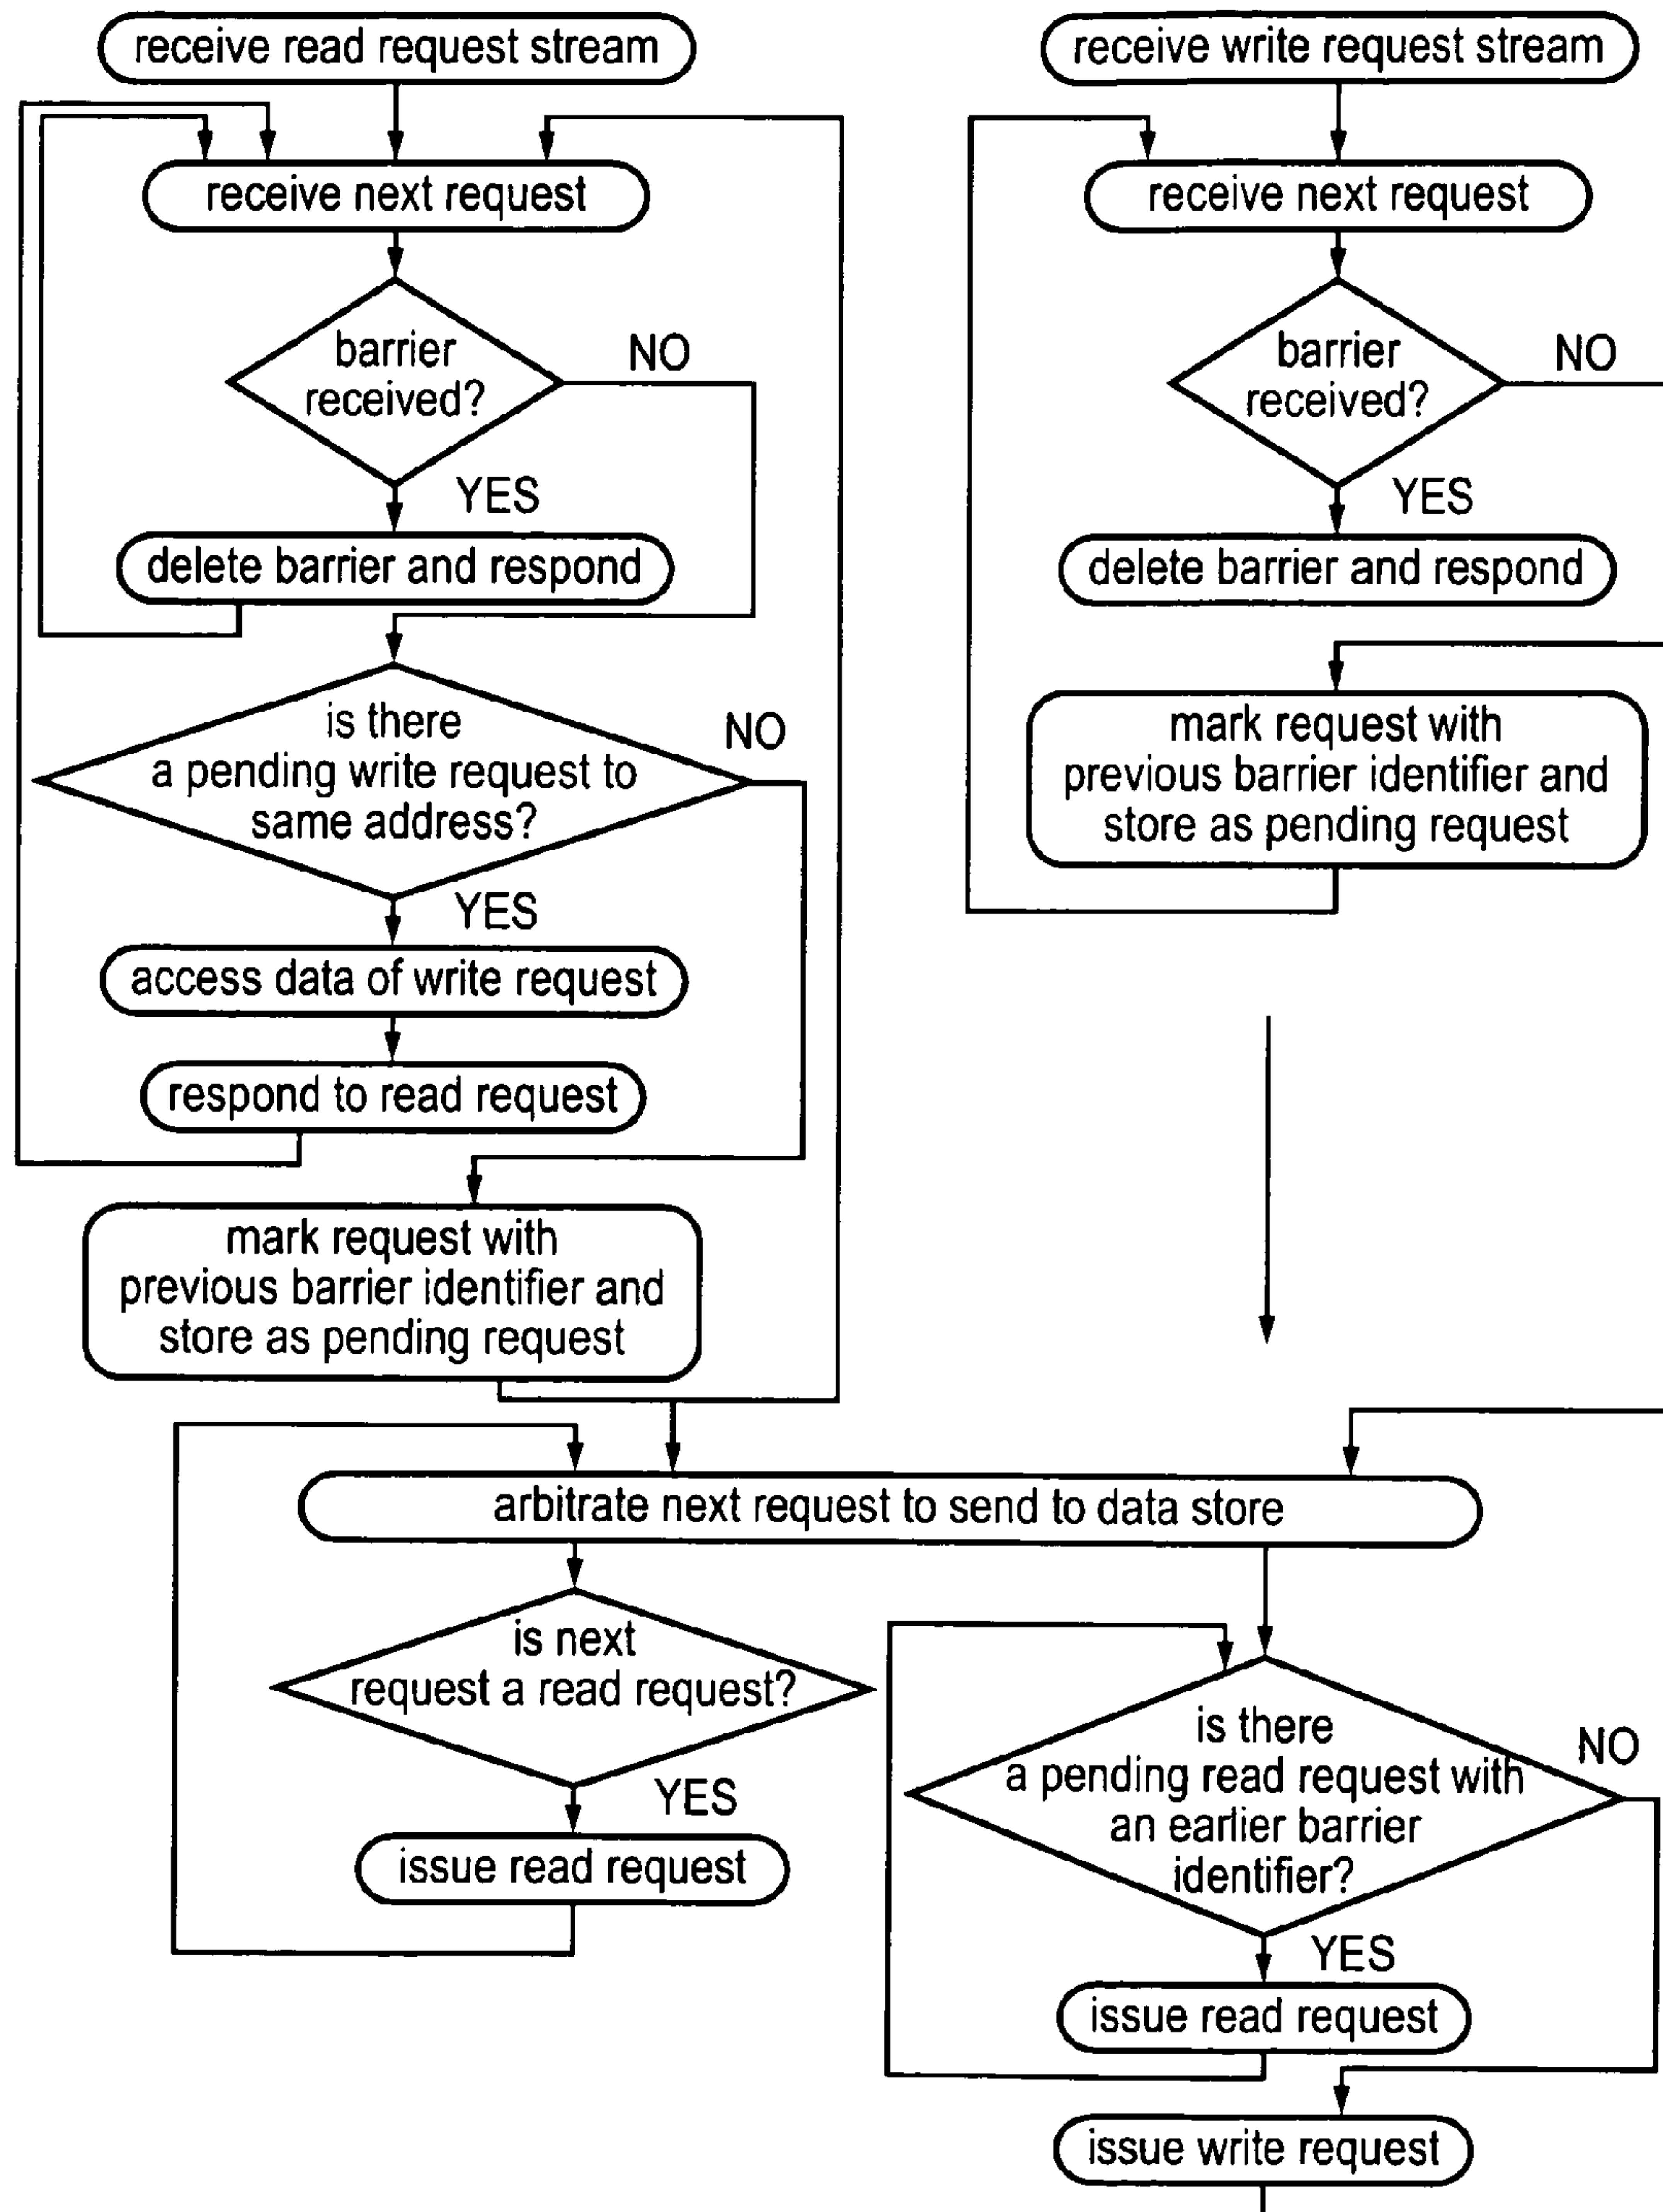 receive read request stream
receive next request
barrier
received?
NO
YES
delete barrier and respond
is there
a pending write request to
same address?
NO
YES
access data of write request
respond to read request
mark request with
previous barrier identifier and
store as pending request
receive write request stream
receive next request
barrier
received?
NO
YES
delete barrier and respond
mark request with
previous barrier identifier and
store as pending request
arbitrate next request to send to data store
is next
request a read request?
YES
issue read request
is there
a pending read request with
an earlier barrier
identifier?
NO
YES
issue read request
issue write request